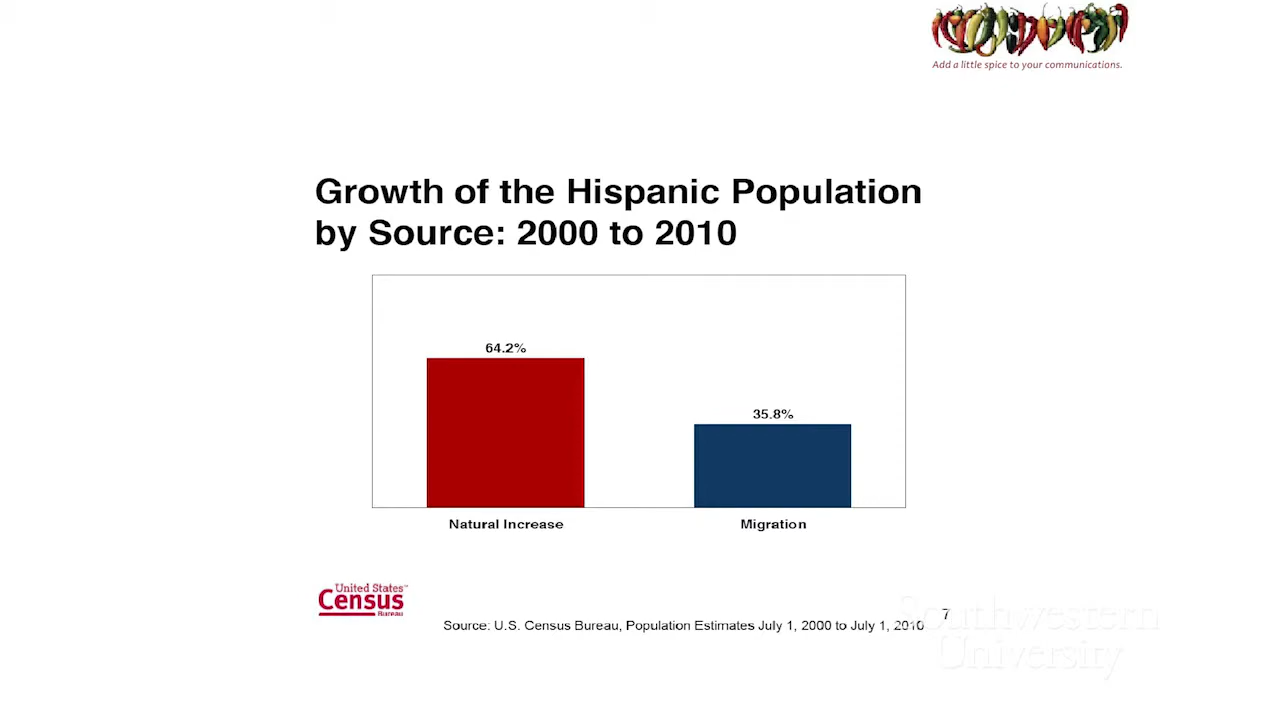 Add a little spice to your communications.
Growth of the Hispanic Population
by Source: 2000 to 2010
64.2%
35.8%
Natural Increase
Migration
United States™
Census
Bureau
Source: U.S. Census Bureau, Population Estimates July 1, 2000 to July 1, 2010
7
Southwestern
University